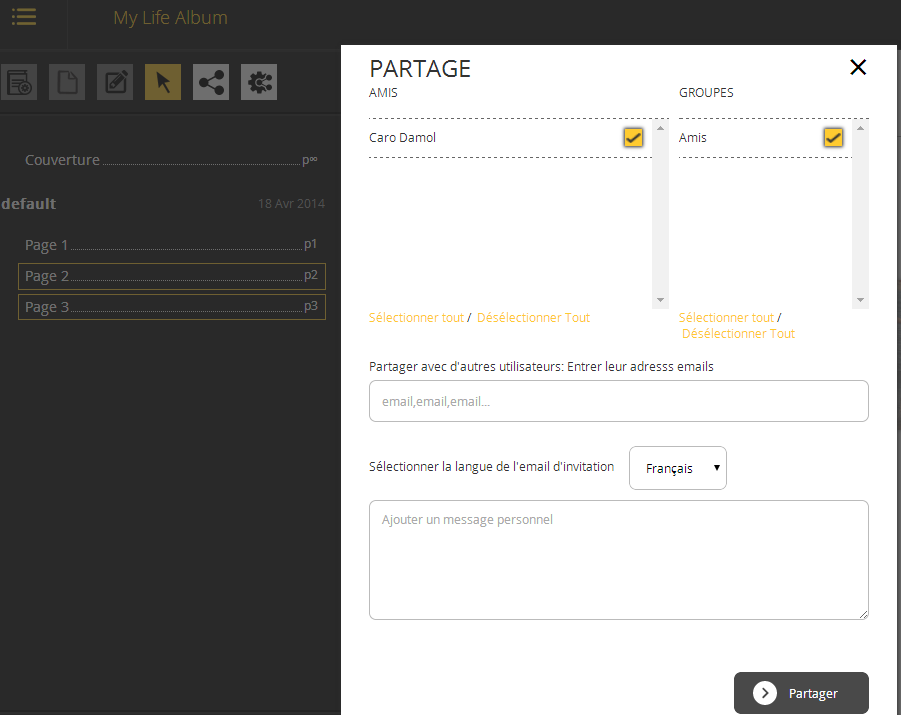 My Life Album
Couverture p∞
default 18 Avr 2014
Page 1 p1
Page 2 p2
Page 3 p3
PARTAGE
AMIS
Caro Damol
Sélectionner tout / Désélectionner Tout
GROUPES
Amis
Sélectionner tout /
Désélectionner Tout
Partager avec d'autres utilisateurs: Entrer leur adresss emails
email,email,email...
Sélectionner la langue de l'email d'invitation Français
Ajouter un message personnel
Partager